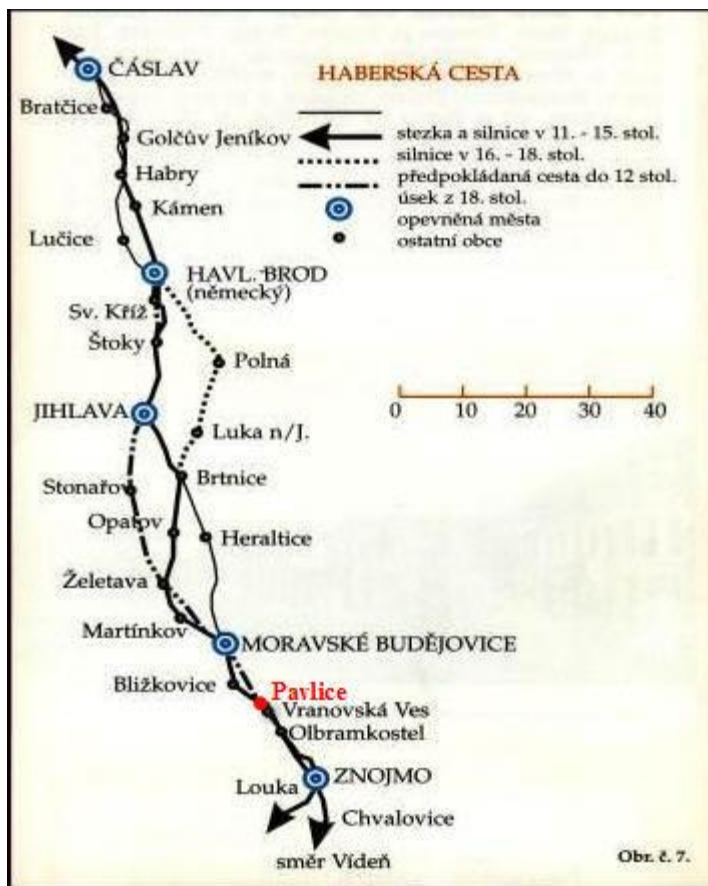 ČÁSLAV
HABERSKÁ CESTA
Bratčice
Golčův Jeníkov
stezka a silnice v 11. - 15. stol.
silnice v 16. - 18. stol.
Habry
předpokládaná cesta do 12 stol.
úsek z 18. stol.
Kámen
opevněná města
Lučice
ostatní obce
HAVL. BROD
(německý)
Sv. Kříž
Štoky
Polná
JIHLAVA
0 10 20 30 40
Luka n/J.
Brtnice
Stonařov
Opatov
Heraltice
Želetava
Martínkov
MORAVSKÉ BUDĚJOVICE
Bližkovice
Pavlice
Vranovská Ves
Olbramkostel
ZNOJMO
Louka
Chvalovice
směr Vídeň
Obr. č. 7.